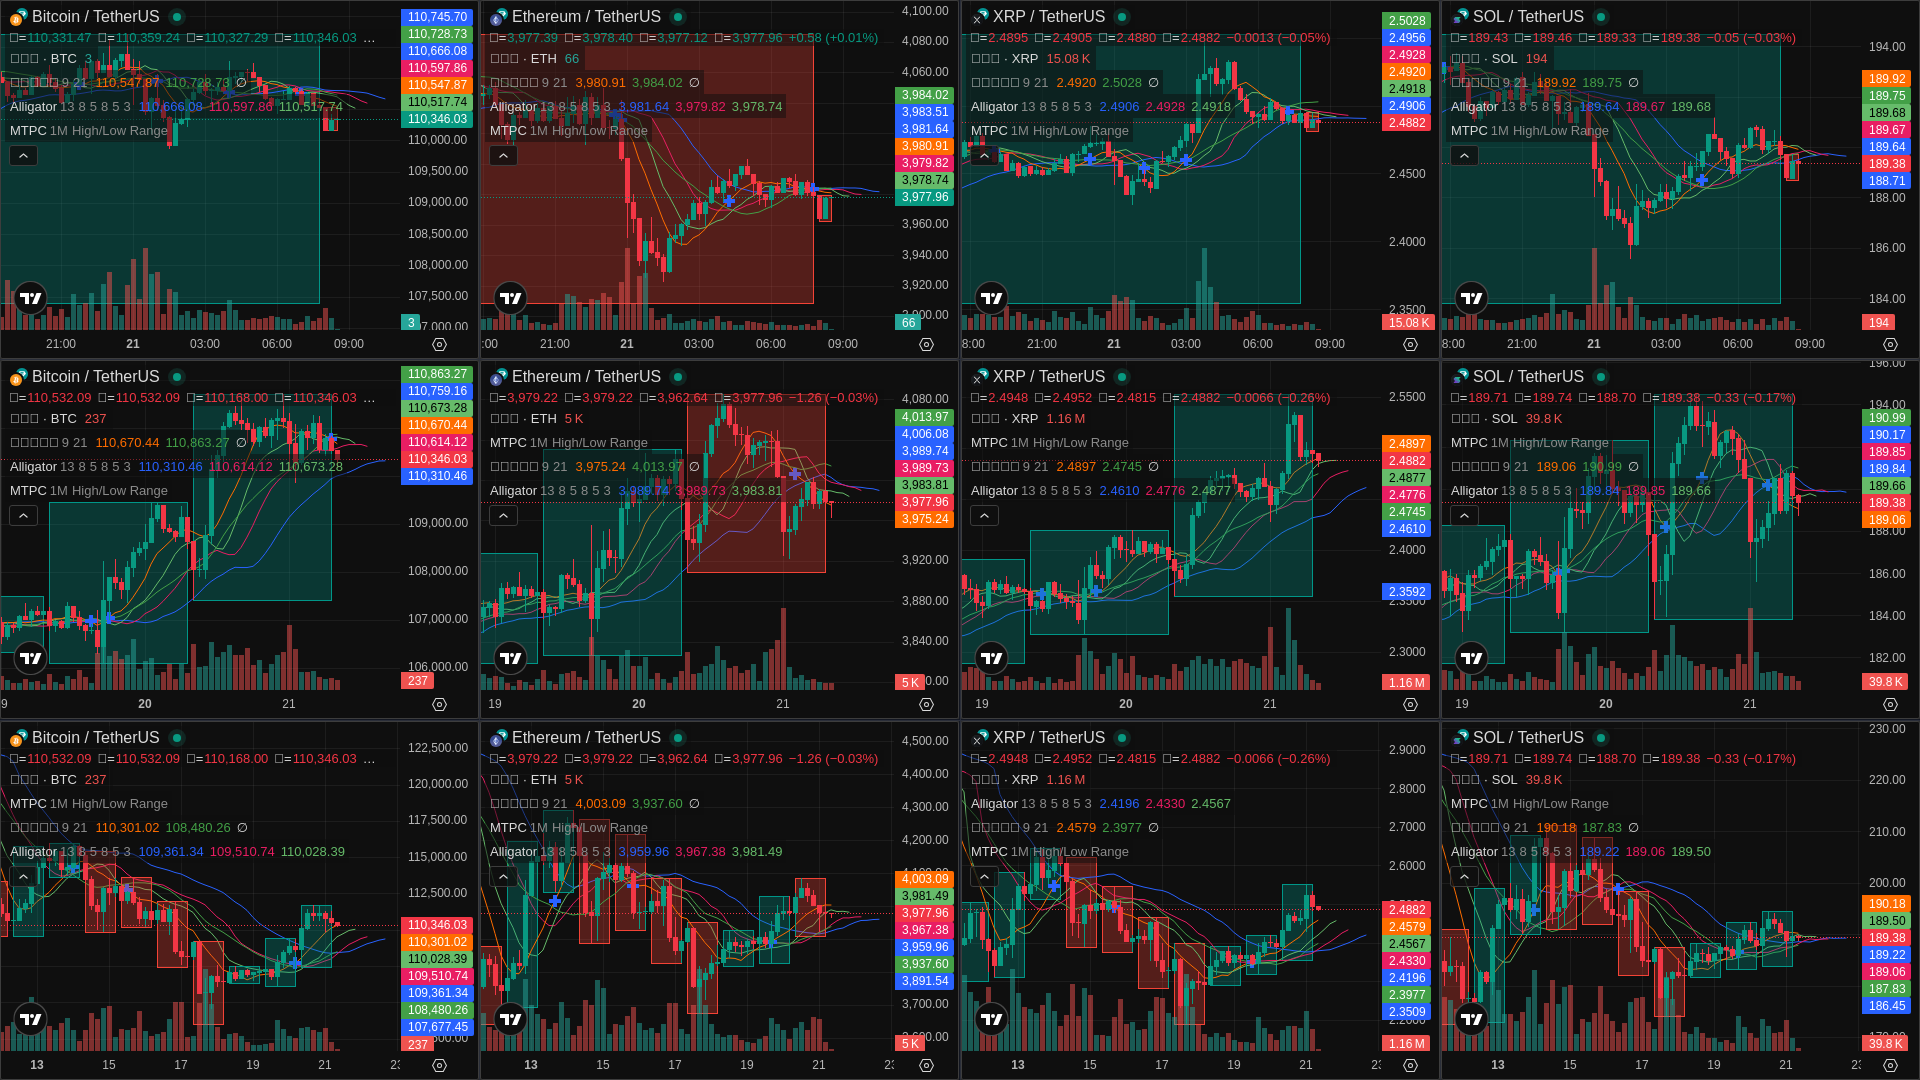 Bitcoin / TetherUS
=110,331.47 =110,359.24 =110,327.29 =110,346.03 ...
· BTC 3
9 21 110,547.87 110,728.73 ∅
Alligator 13 8 5 8 5 3 110,666.08 110,597.86 110,517.74
MTPC 1M High/Low Range
110,745.70
110,728.73
110,666.08
110,597.86
110,547.87
110,517.74
110,346.03
110,000.00
109,500.00
109,000.00
108,500.00
108,000.00
107,500.00
7 000.00
3
21:00 21 03:00 06:00 09:00
Ethereum / TetherUS
=3,977.39 =3,978.40 =3,977.12 =3,977.96 +0.58 (+0.01%)
· ETH 66
9 21 3,980.91 3,984.02 ∅
Alligator 13 8 5 8 5 3 3,981.64 3,979.82 3,978.74
MTPC 1M High/Low Range
4,100.00
4,080.00
4,060.00
3,984.02
3,983.51
3,981.64
3,980.91
3,979.82
3,978.74
3,977.96
3,960.00
3,940.00
3,920.00
66
:00 21:00 21 03:00 06:00 09:00
XRP / TetherUS
=2.4895 =2.4905 =2.4880 =2.4882 −0.0013 (−0.05%)
· XRP 15.08 K
9 21 2.4920 2.5028 ∅
Alligator 13 8 5 8 5 3 2.4906 2.4928 2.4918
MTPC 1M High/Low Range
2.5028
2.4956
2.4928
2.4920
2.4918
2.4906
2.4882
2.4500
2.4000
2.3500
15.08 K
8:00 21:00 21 03:00 06:00 09:00
SOL / TetherUS
=189.43 =189.46 =189.33 =189.38 −0.05 (−0.03%)
· SOL 194
9 21 189.92 189.75 ∅
Alligator 13 8 5 8 5 3 189.64 189.67 189.68
MTPC 1M High/Low Range
194.00
189.92
189.75
189.68
189.67
189.64
189.38
188.71
188.00
186.00
184.00
194
8:00 21:00 21 03:00 06:00 09:00
Bitcoin / TetherUS
=110,532.09 =110,532.09 =110,168.00 =110,346.03 ...
· BTC 237
9 21 110,670.44 110,863.27 ∅
Alligator 13 8 5 8 5 3 110,310.46 110,614.12 110,673.28
MTPC 1M High/Low Range
110,863.27
110,759.16
110,673.28
110,670.44
110,614.12
110,346.03
110,310.46
109,000.00
108,000.00
107,000.00
106,000.00
237
9 20 21
Ethereum / TetherUS
=3,979.22 =3,979.22 =3,962.64 =3,977.96 −1.26 (−0.03%)
· ETH 5 K
MTPC 1M High/Low Range
9 21 3,975.24 4,013.97 ∅
Alligator 13 8 5 8 5 3 3,989.74 3,989.73 3,983.81
4,080.00
4,013.97
4,006.08
3,989.74
3,989.73
3,983.81
3,977.96
3,975.24
3,920.00
3,880.00
3,840.00
5 K
19 20 21
XRP / TetherUS
=2.4948 =2.4952 =2.4815 =2.4882 −0.0066 (−0.26%)
· XRP 1.16 M
MTPC 1M High/Low Range
9 21 2.4897 2.4745 ∅
Alligator 13 8 5 8 5 3 2.4610 2.4776 2.4877
2.5500
2.4897
2.4882
2.4877
2.4776
2.4745
2.4610
2.4000
2.3592
2.3500
2.3000
1.16 M
19 20 21
SOL / TetherUS
=189.71 =189.74 =188.70 =189.38 −0.33 (−0.17%)
· SOL 39.8 K
MTPC 1M High/Low Range
9 21 189.06 190.99 ∅
Alligator 13 8 5 8 5 3 189.84 189.85 189.66
196.00
194.00
190.99
190.17
189.85
189.84
189.66
189.38
189.06
188.00
186.00
184.00
182.00
39.8 K
19 20 21
Bitcoin / TetherUS
=110,532.09 =110,532.09 =110,168.00 =110,346.03 ...
· BTC 237
MTPC 1M High/Low Range
9 21 110,301.02 108,480.26 ∅
Alligator 13 8 5 8 5 3 109,361.34 109,510.74 110,028.39
122,500.00
120,000.00
117,500.00
115,000.00
112,500.00
110,346.03
110,301.02
110,028.39
109,510.74
109,361.34
108,480.26
107,677.45
237
13 15 17 19 21
Ethereum / TetherUS
=3,979.22 =3,979.22 =3,962.64 =3,977.96 −1.26 (−0.03%)
· ETH 5 K
9 21 4,003.09 3,937.60 ∅
MTPC 1M High/Low Range
Alligator 13 8 5 8 5 3 3,959.96 3,967.38 3,981.49
4,500.00
4,400.00
4,300.00
4,200.00
4,003.09
3,981.49
3,977.96
3,967.38
3,959.96
3,937.60
3,891.54
3,700.00
5 K
13 15 17 19 21
XRP / TetherUS
=2.4948 =2.4952 =2.4815 =2.4882 −0.0066 (−0.26%)
· XRP 1.16 M
Alligator 13 8 5 8 5 3 2.4196 2.4330 2.4567
9 21 2.4579 2.3977 ∅
MTPC 1M High/Low Range
2.9000
2.8000
2.7000
2.6000
2.4882
2.4579
2.4567
2.4330
2.4196
2.3977
2.3509
1.16 M
13 15 17 19 21
SOL / TetherUS
=189.71 =189.74 =188.70 =189.38 −0.33 (−0.17%)
· SOL 39.8 K
MTPC 1M High/Low Range
9 21 190.18 187.83 ∅
Alligator 13 8 5 8 5 3 189.22 189.06 189.50
230.00
220.00
210.00
200.00
190.18
189.50
189.38
189.22
189.06
187.83
186.45
39.8 K
13 15 17 19 21